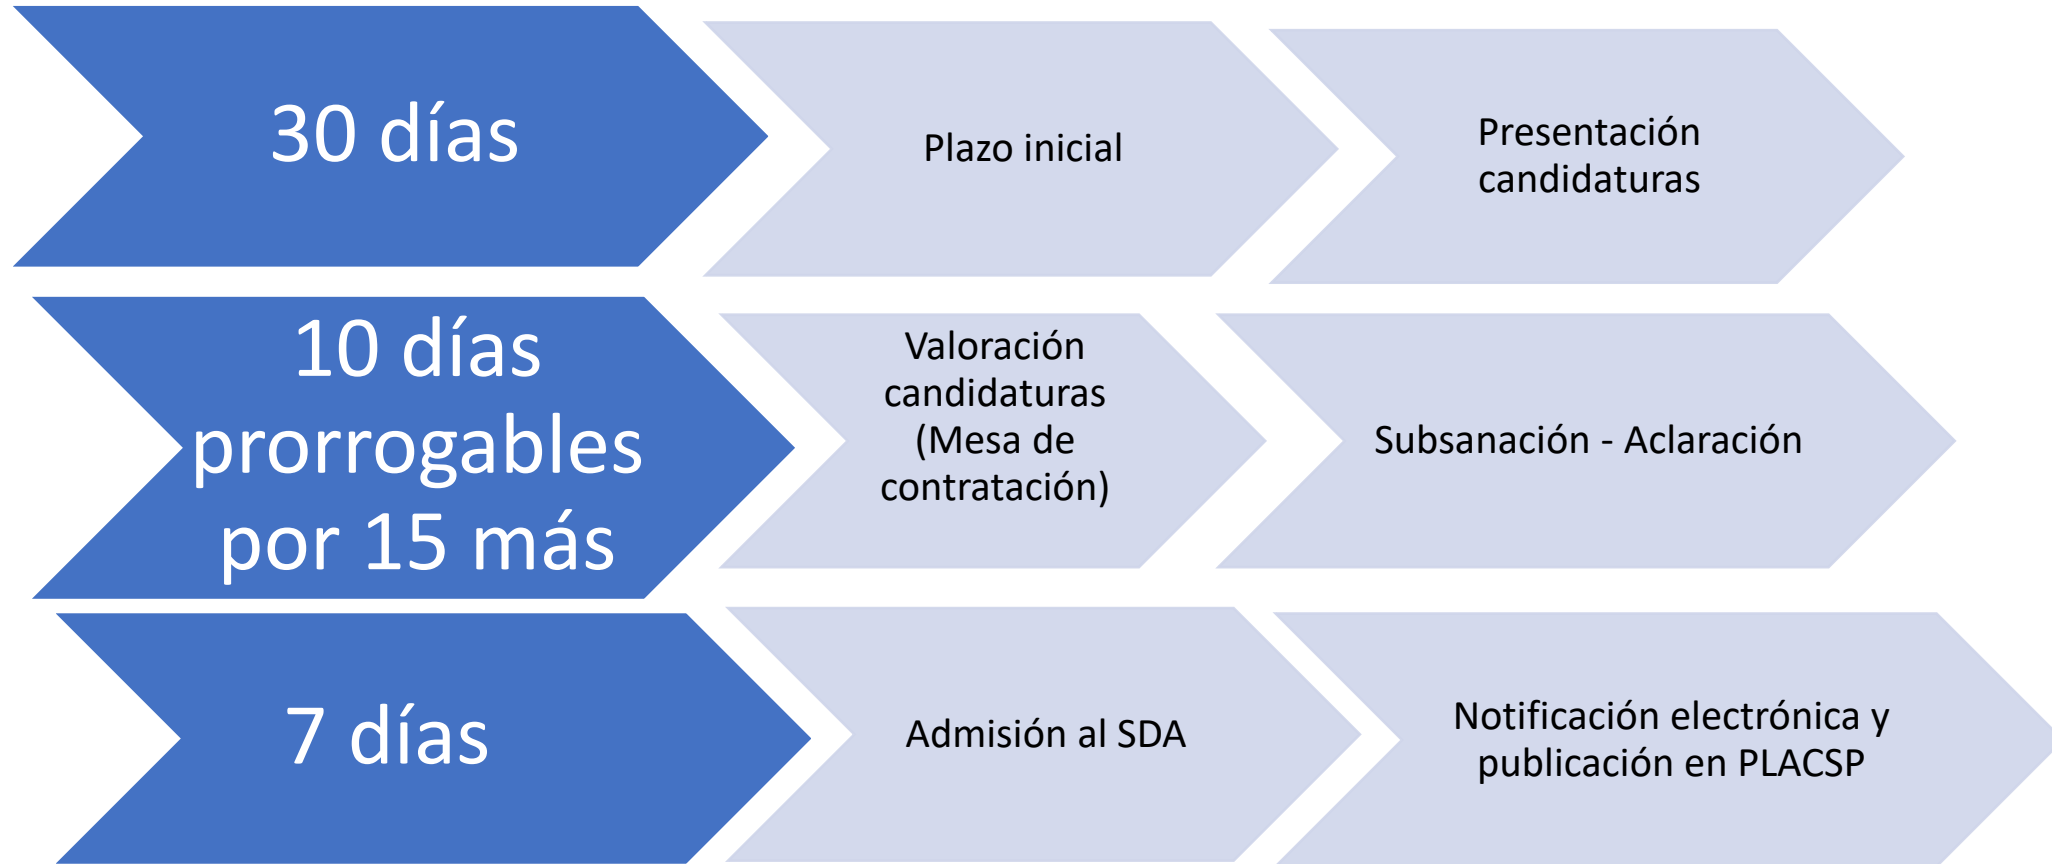 30 días
Plazo inicial
Presentación
candidaturas
10 días
prorrogables
por 15 más
Valoración
candidaturas
(Mesa de
contratación)
Subsanación - Aclaración
7 días
Admisión al SDA
Notificación electrónica y
publicación en PLACSP